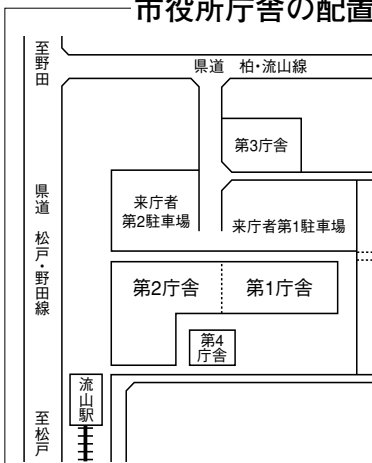 市役所庁舎の配置
至野田
県道 柏・流山線
第3庁舎
県道 松戸・野田線
来庁者
第2駐車場
来庁者第1駐車場
第2庁舎
第1庁舎
第4
庁舎
流山駅
至松戸